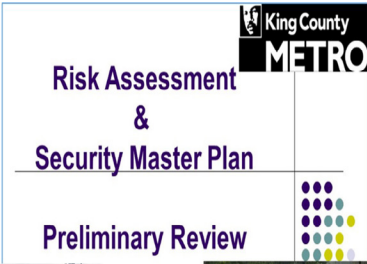 King County
METRO
Risk Assessment
&
Security Master Plan
Preliminary Review